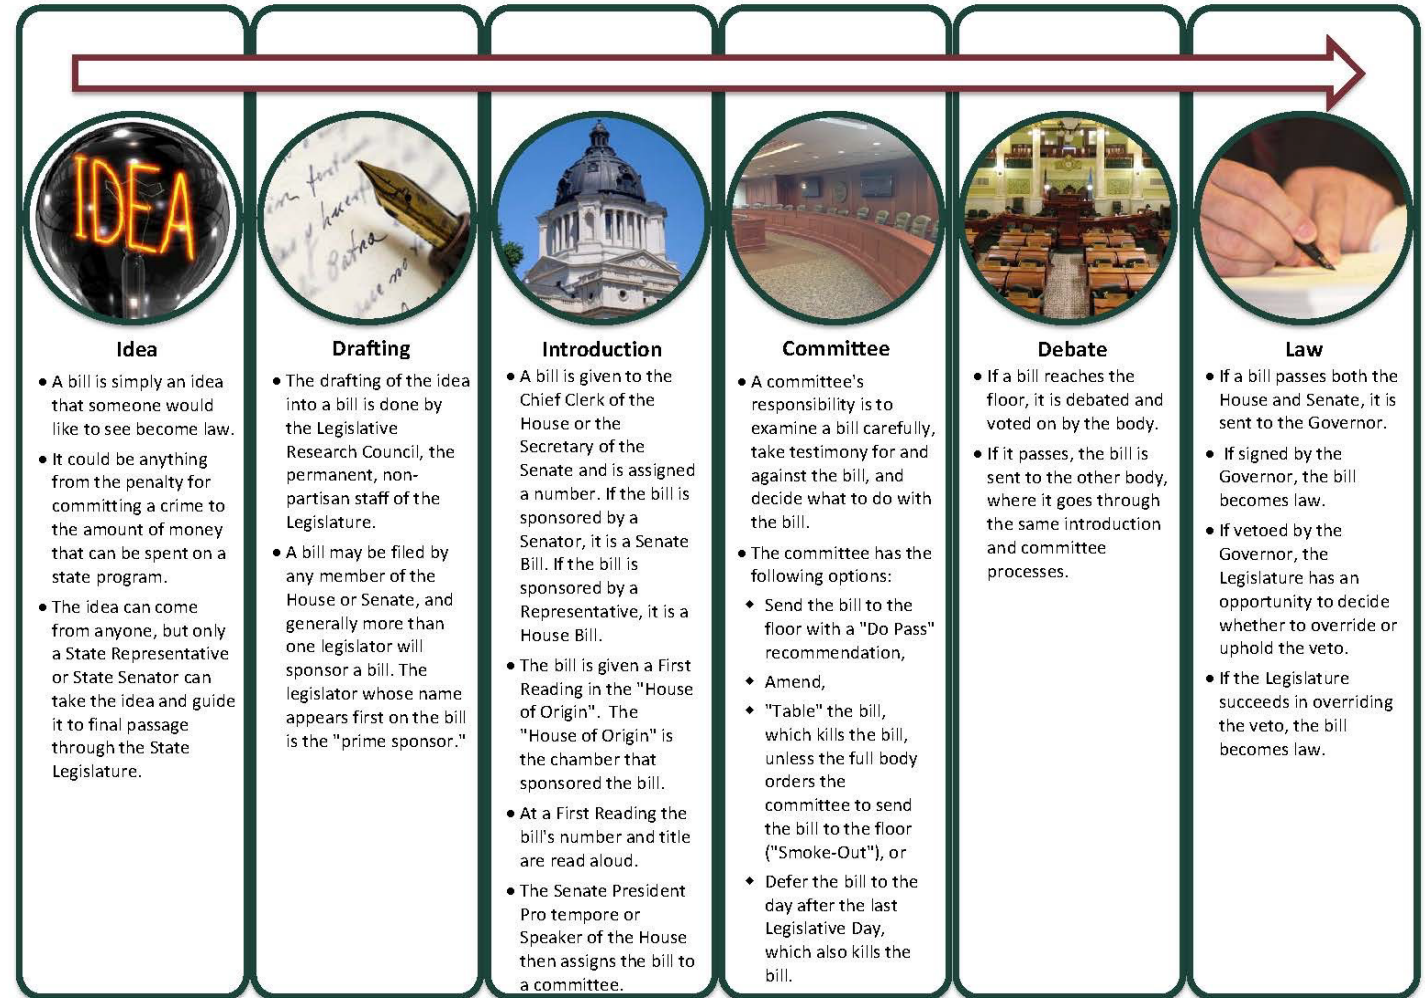 IDEA
Idea
• A bill is simply an idea
that someone would
like to see become law.
• It could be anything
from the penalty for
committing a crime to
the amount of money
that can be spent on a
state program.
• The idea can come
from anyone, but only
a State Representative
or State Senator can
take the idea and guide
it to final passage
through the State
Legislature.
Drafting
• The drafting of the idea
into a bill is done by
the Legislative
Research Council, the
permanent, non-
partisan staff of the
Legislature.
• A bill may be filed by
any member of the
House or Senate, and
generally more than
one legislator will
sponsor a bill. The
legislator whose name
appears first on the bill
is the "prime sponsor."
Introduction
• A bill is given to the
Chief Clerk of the
House or the
Secretary of the
Senate and is assigned
a number. If the bill is
sponsored by a
Senator, it is a Senate
Bill. If the bill is
sponsored by a
Representative, it is a
House Bill.
• The bill is given a First
Reading in the "House
of Origin". The
"House of Origin" is
the chamber that
sponsored the bill.
• At a First Reading the
bill's number and title
are read aloud.
• The Senate President
Pro tempore or
Speaker of the House
then assigns the bill to
a committee.
Committee
• A committee's
responsibility is to
examine a bill carefully,
take testimony for and
against the bill, and
decide what to do with
the bill.
• The committee has the
following options:
◆ Send the bill to the
floor with a "Do Pass"
recommendation,
◆ Amend,
◆ "Table" the bill,
which kills the bill,
unless the full body
orders the
committee to send
the bill to the floor
("Smoke-Out"), or
◆ Defer the bill to the
day after the last
Legislative Day,
which also kills the
bill.
Debate
• If a bill reaches the
floor, it is debated and
voted on by the body.
• If it passes, the bill is
sent to the other body,
where it goes through
the same introduction
and committee
processes.
Law
• If a bill passes both the
House and Senate, it is
sent to the Governor.
• If signed by the
Governor, the bill
becomes law.
• If vetoed by the
Governor, the
Legislature has an
opportunity to decide
whether to override or
uphold the veto.
• If the Legislature
succeeds in overriding
the veto, the bill
becomes law.